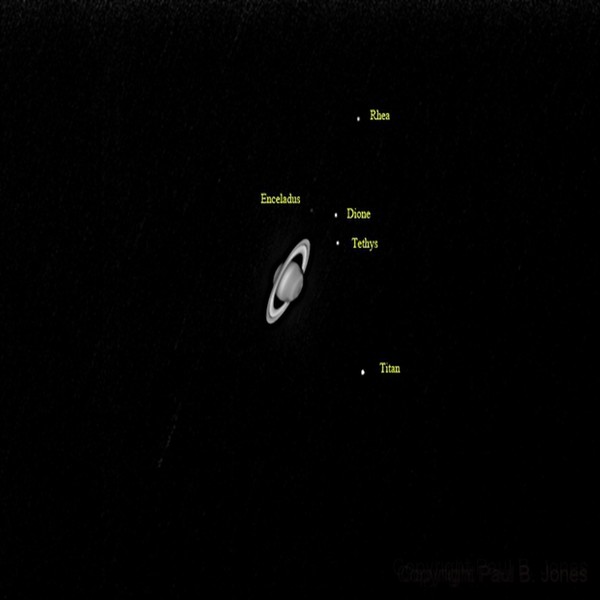 Rhea
Enceladus
Dione
Tethys
Titan
Copyright Paul B. Jones